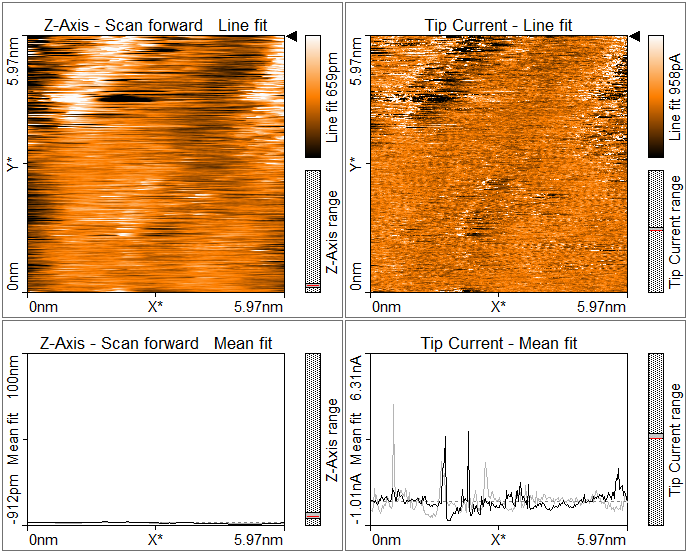 Z-Axis - Scan forward Line fit
5.97nm
Y*
0nm
0nm X* 5.97nm
Line fit 659pm
Z-Axis range
Tip Current - Line fit
5.97nm
Y*
0nm
0nm X* 5.97nm
Line fit 958pA
Tip Current range
Z-Axis - Scan forward Mean fit
-912pm Mean fit 100nm
0nm X* 5.97nm
Z-Axis range
Tip Current - Mean fit
-1.01nA Mean fit 6.31nA
0nm X* 5.97nm
Tip Current range